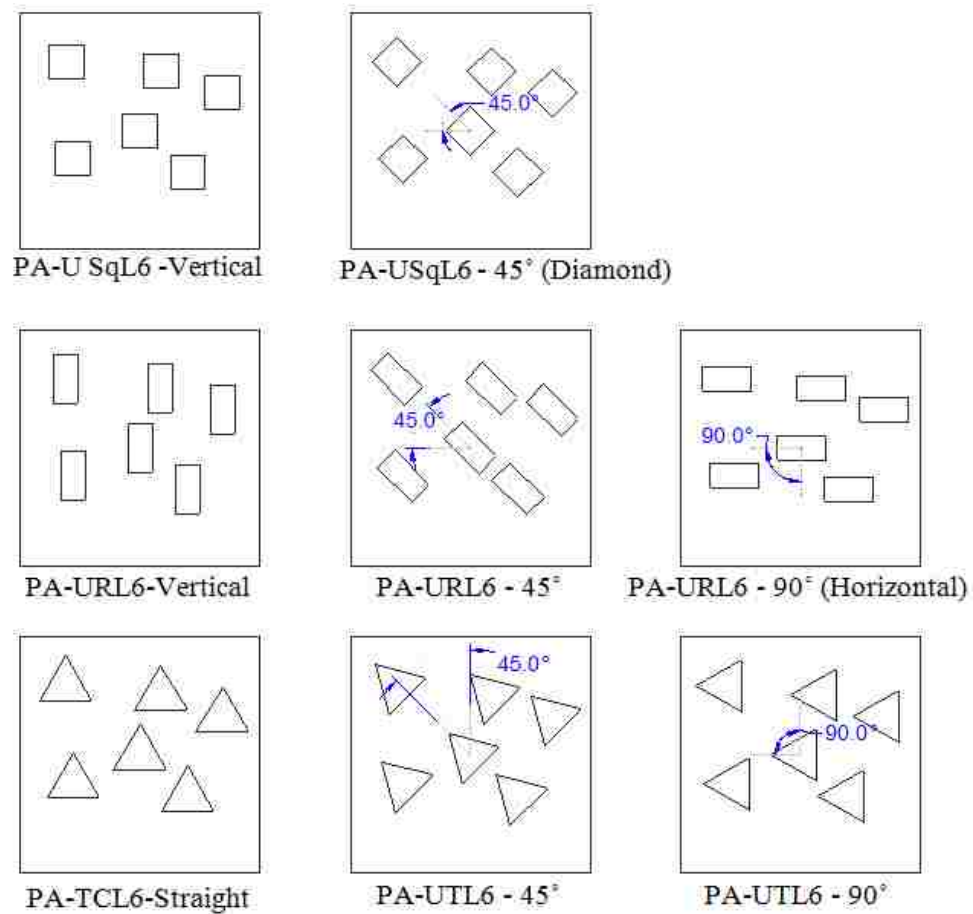 45.0°
PA-U SqL6 -Vertical
PA-USqL6 - 45° (Diamond)
45.0°
90.0°
PA-URL6-Vertical
PA-URL6 - 45°
PA-URL6 - 90° (Horizontal)
45.0°
90.0°
PA-TCL6-Straight
PA-UTL6 - 45°
PA-UTL6 - 90°